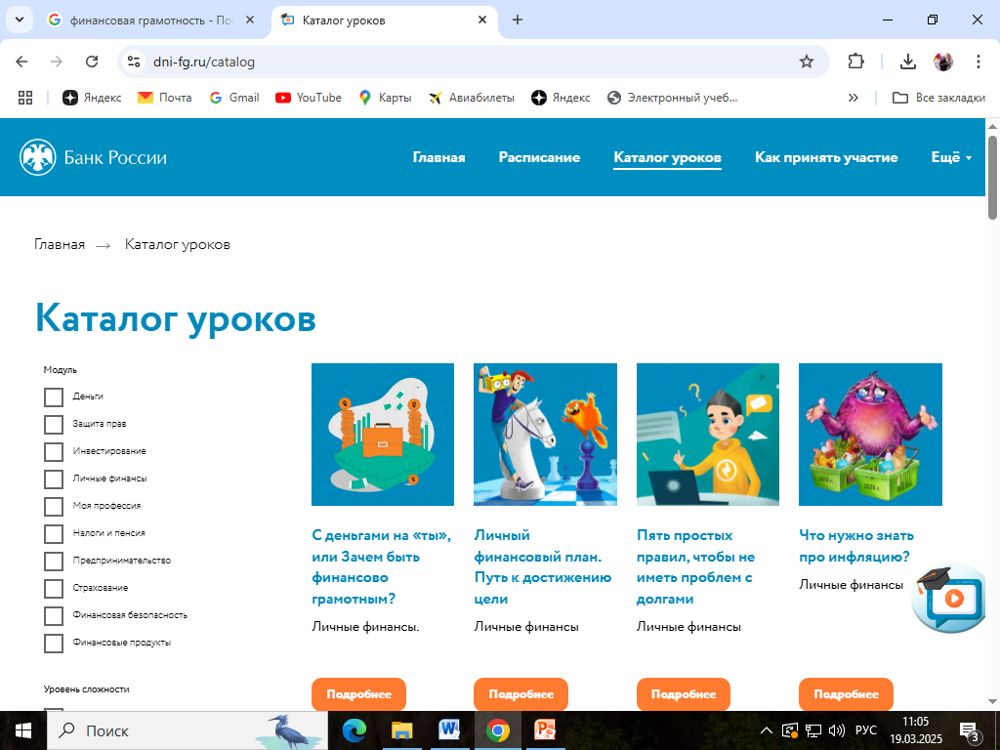 финансовая грамотность - По
Каталог уроков
dni-fg.ru/catalog
Яндекс
Почта
Gmail
YouTube
Карты
Авиабилеты
Яндекс
Электронный учеб...
Все закладки
Банк России
Главная
Расписание
Каталог уроков
Как принять участие
Ещё
Главная → Каталог уроков
Каталог уроков
Модуль
Деньги
Защита прав
Инвестирование
Личные финансы
Моя профессия
Налоги и пенсия
Предпринимательство
Страхование
Финансовая безопасность
Финансовые продукты
Уровень сложности
С деньгами на «ты»,
или Зачем быть
финансово
грамотным?
Личные финансы.
Подробнее
Личный
финансовый план.
Путь к достижению
цели
Личные финансы
Подробнее
Пять простых
правил, чтобы не
иметь проблем с
долгами
Личные финансы
Подробнее
Что нужно знать
про инфляцию?
Личные финансы
Подробнее
Поиск
РУС
11:05
19.03.2025
3